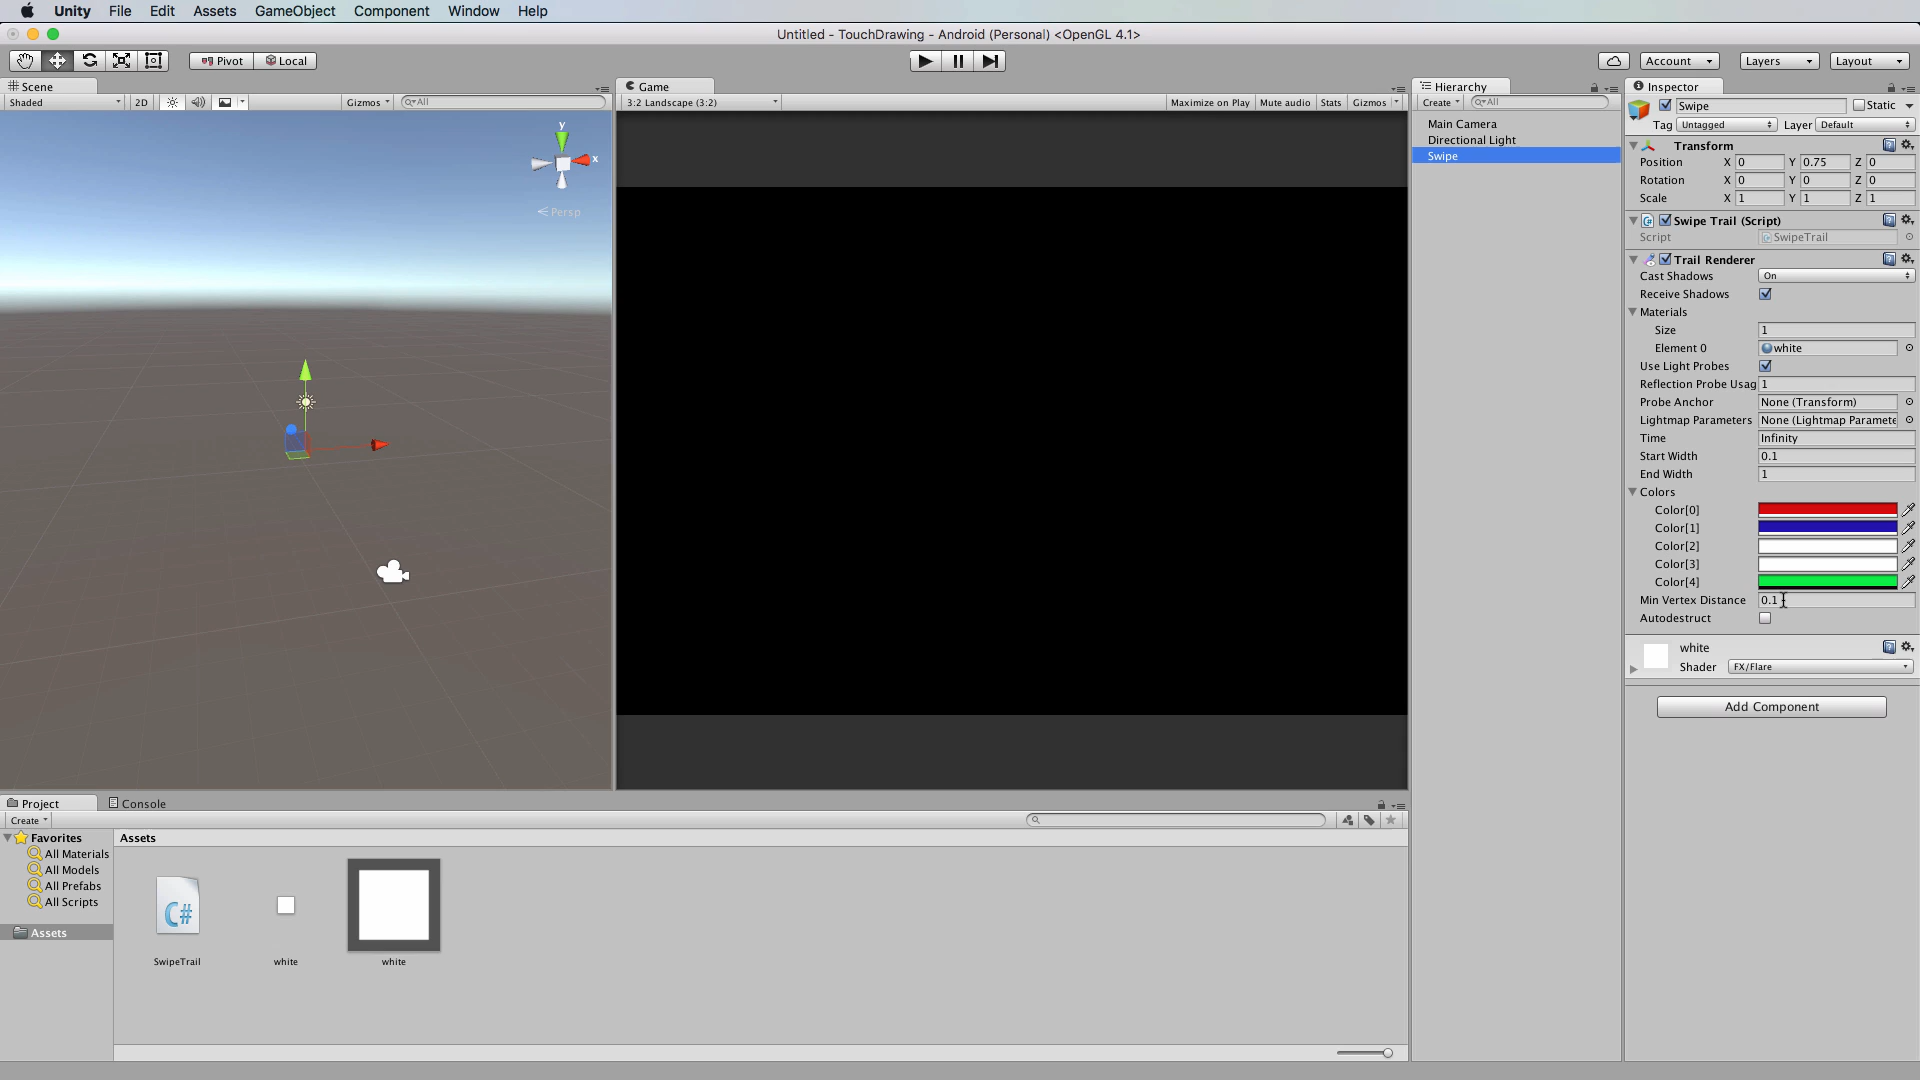 Unity File Edit Assets GameObject Component Window Help
Untitled - TouchDrawing - Android (Personal) <OpenGL 4.1>
Pivot Local Account Layers Layout
Scene
Shaded 2D Gizmos All
y
x
Persp
Game
3:2 Landscape (3:2) Maximize on Play Mute audio Stats Gizmos
Hierarchy
Create All
Main Camera
Directional Light
Swipe
Inspector
Swipe Static
Tag Untagged Layer Default
Transform
Position X 0 Y 0.75 Z 0
Rotation X 0 Y 0 Z 0
Scale X 1 Y 1 Z 1
Swipe Trail (Script)
Script SwipeTrail
Trail Renderer
Cast Shadows On
Receive Shadows
Materials
Size 1
Element 0 white
Use Light Probes
Reflection Probe Usag 1
Probe Anchor None (Transform)
Lightmap Parameters None (Lightmap Paramete
Time Infinity
Start Width 0.1
End Width 1
Colors
Color[0]
Color[1]
Color[2]
Color[3]
Color[4]
Min Vertex Distance 0.1
Autodestruct
white
Shader FX/Flare
Add Component
Project Console
Create
Favorites
All Materials
All Models
All Prefabs
All Scripts
Assets
Assets
C#
SwipeTrail white white